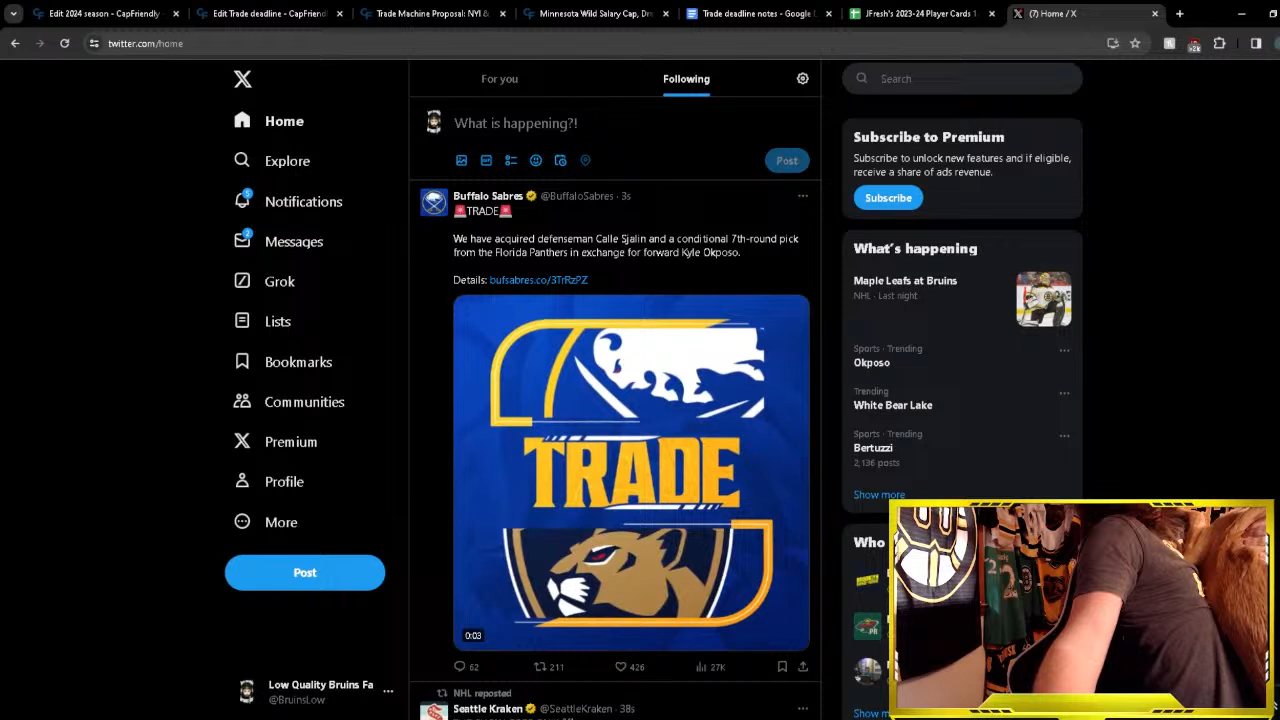 Edit 2024 season - CapFriendly
Edit Trade deadline - CapFriendl
Trade Machine Proposal: NYI &
Minnesota Wild Salary Cap, Dr
Trade deadline notes - Google D
JFresh's 2023-24 Player Cards 1
(7) Home / X
twitter.com/home
For you
Following
Search
Home
What is happening?!
Subscribe to Premium
Subscribe to unlock new features and if eligible,
receive a share of ads revenue.
Explore
Post
Subscribe
Notifications
Buffalo Sabres @BuffaloSabres · 3s
🚨TRADE🚨
Messages
We have acquired defenseman Calle Sjalin and a conditional 7th-round pick
from the Florida Panthers in exchange for forward Kyle Okposo.
What's happening
Grok
Details: bufsabres.co/3TrRzPZ
Maple Leafs at Bruins
NHL · Last night
Lists
Bookmarks
Sports · Trending
Okposo
Communities
Trending
White Bear Lake
Premium
Sports · Trending
Bertuzzi
2,136 posts
TRADE
Profile
Show more
More
Who
Post
0:03
62
211
426
27K
Low Quality Bruins Fa
@BruinsLow
NHL reposted
Seattle Kraken @SeattleKraken · 38s
Show m